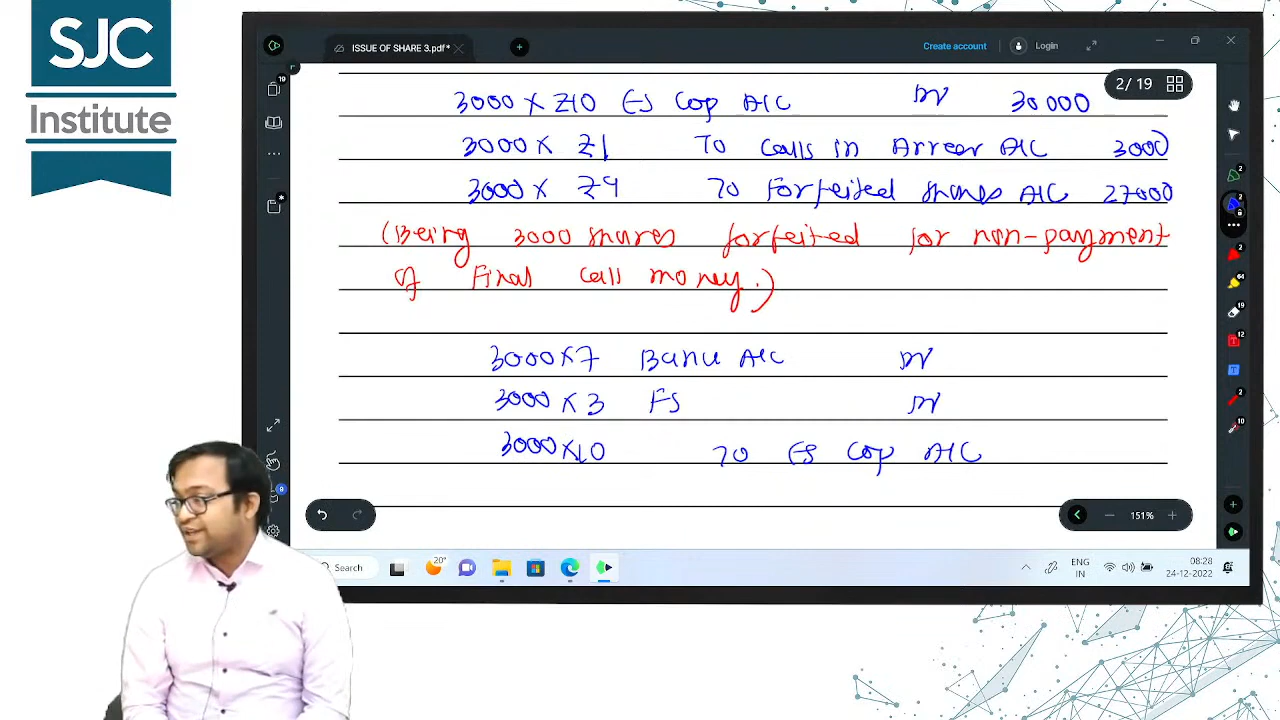 SJC
Institute
ISSUE OF SHARE 3.pdf*
Create account
Login
2 / 19
19
3000 X ₹10 ES Cap A/C Dr 30000
3000 X ₹1 To Calls in Arrear A/C 3000
3000 X ₹9 To Forfeited Shares A/C 27000
(Being 3000 shares forfeited for non-payment
of Final call money.)
3000X7 Bank A/C Dr
3000 X 3 FS Dr
3000X10 To ES Cap A/C
151%
Search
20°
ENG
IN
08:28
24-12-2022